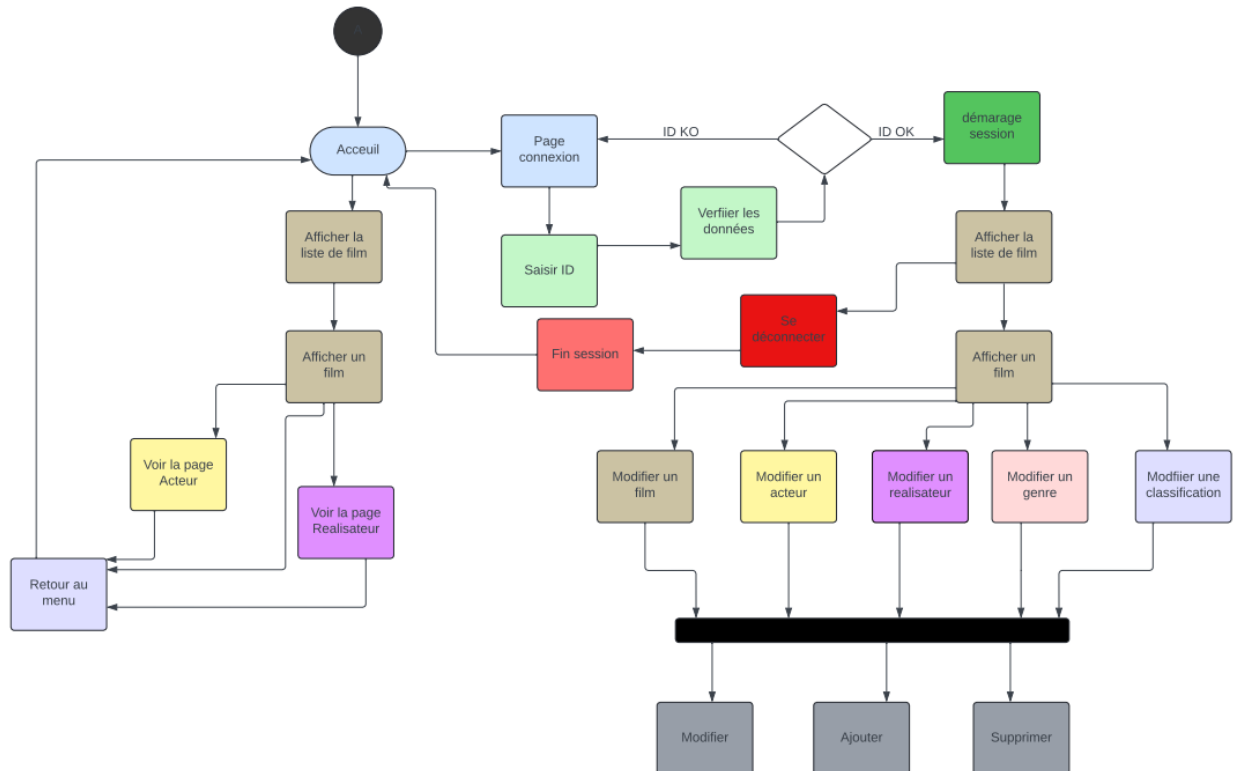 A
Acceuil
Page
connexion
ID KO
ID OK
démarage
session
Afficher la
liste de film
Saisir ID
Verfiier les
données
Afficher la
liste de film
Afficher un
film
Fin session
Se
déconnecter
Afficher un
film
Voir la page
Acteur
Voir la page
Realisateur
Retour au
menu
Modifier un
film
Modifier un
acteur
Modifier un
realisateur
Modifier un
genre
Modfiier une
classification
Modifier
Ajouter
Supprimer